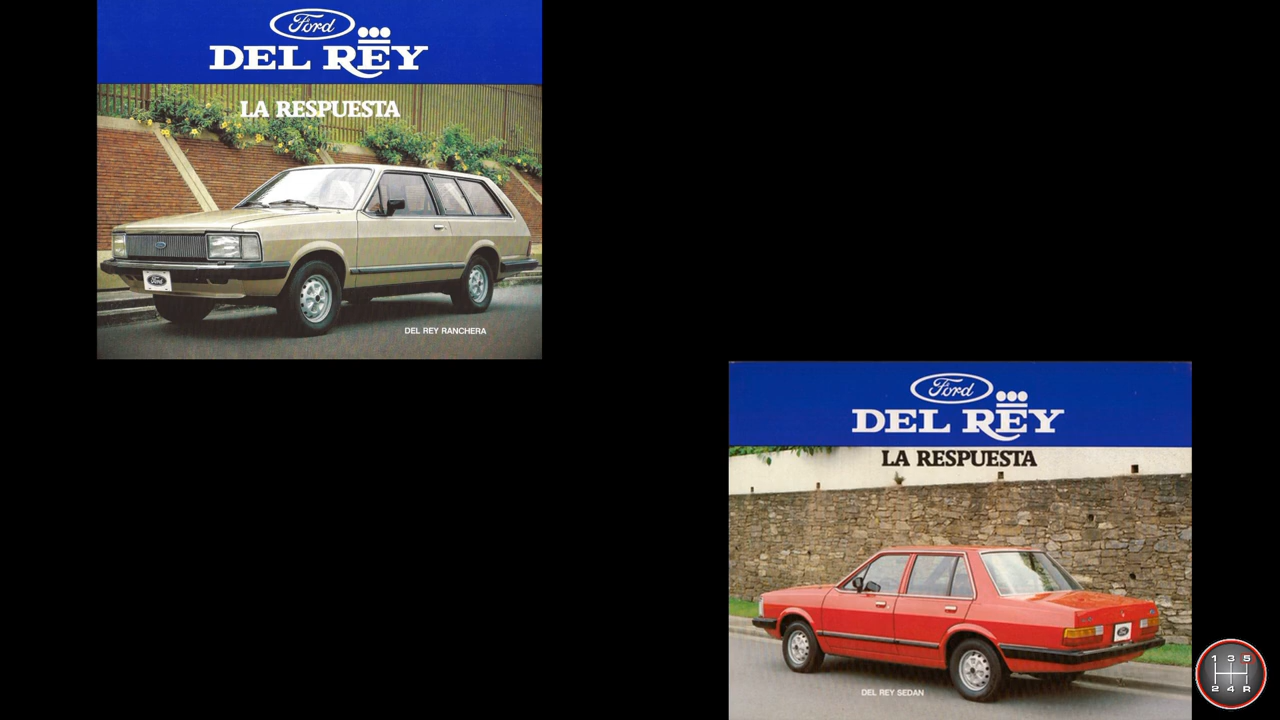 Ford
DEL REY
LA RESPUESTA
DEL REY RANCHERA
Ford
DEL REY
LA RESPUESTA
DEL REY SEDAN
1 3 5
2 4 R